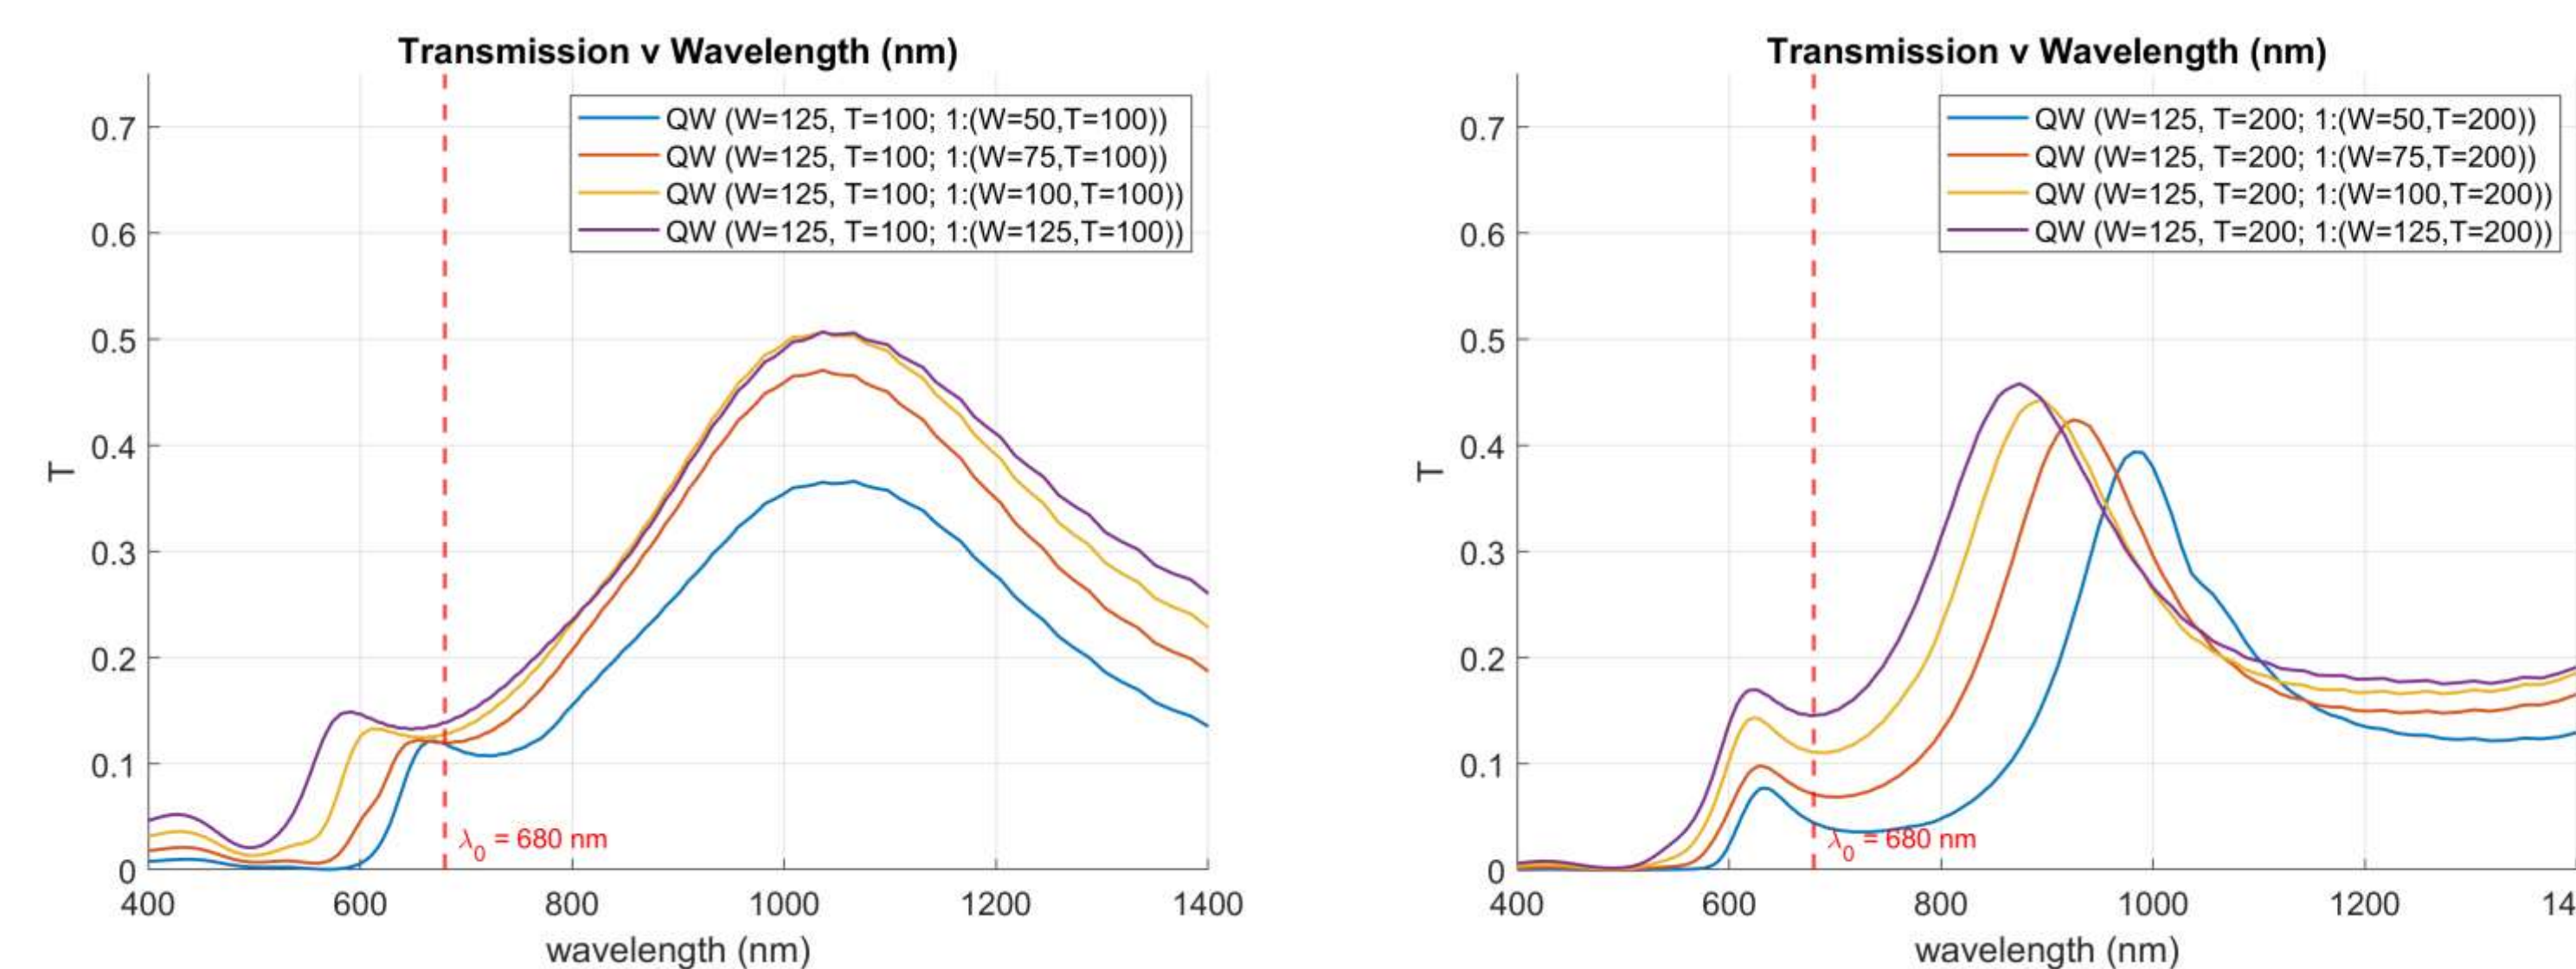 Transmission v Wavelength (nm)
QW (W=125, T=100; 1:(W=50,T=100))
QW (W=125, T=100; 1:(W=75,T=100))
QW (W=125, T=100; 1:(W=100,T=100))
QW (W=125, T=100; 1:(W=125,T=100))
0.7
0.6
0.5
0.4
0.3
0.2
0.1
0
T
λ0 = 680 nm
400 600 800 1000 1200 1400
wavelength (nm)
Transmission v Wavelength (nm)
QW (W=125, T=200; 1:(W=50,T=200))
QW (W=125, T=200; 1:(W=75,T=200))
QW (W=125, T=200; 1:(W=100,T=200))
QW (W=125, T=200; 1:(W=125,T=200))
0.7
0.6
0.5
0.4
0.3
0.2
0.1
0
T
λ0 = 680 nm
400 600 800 1000 1200 14
wavelength (nm)